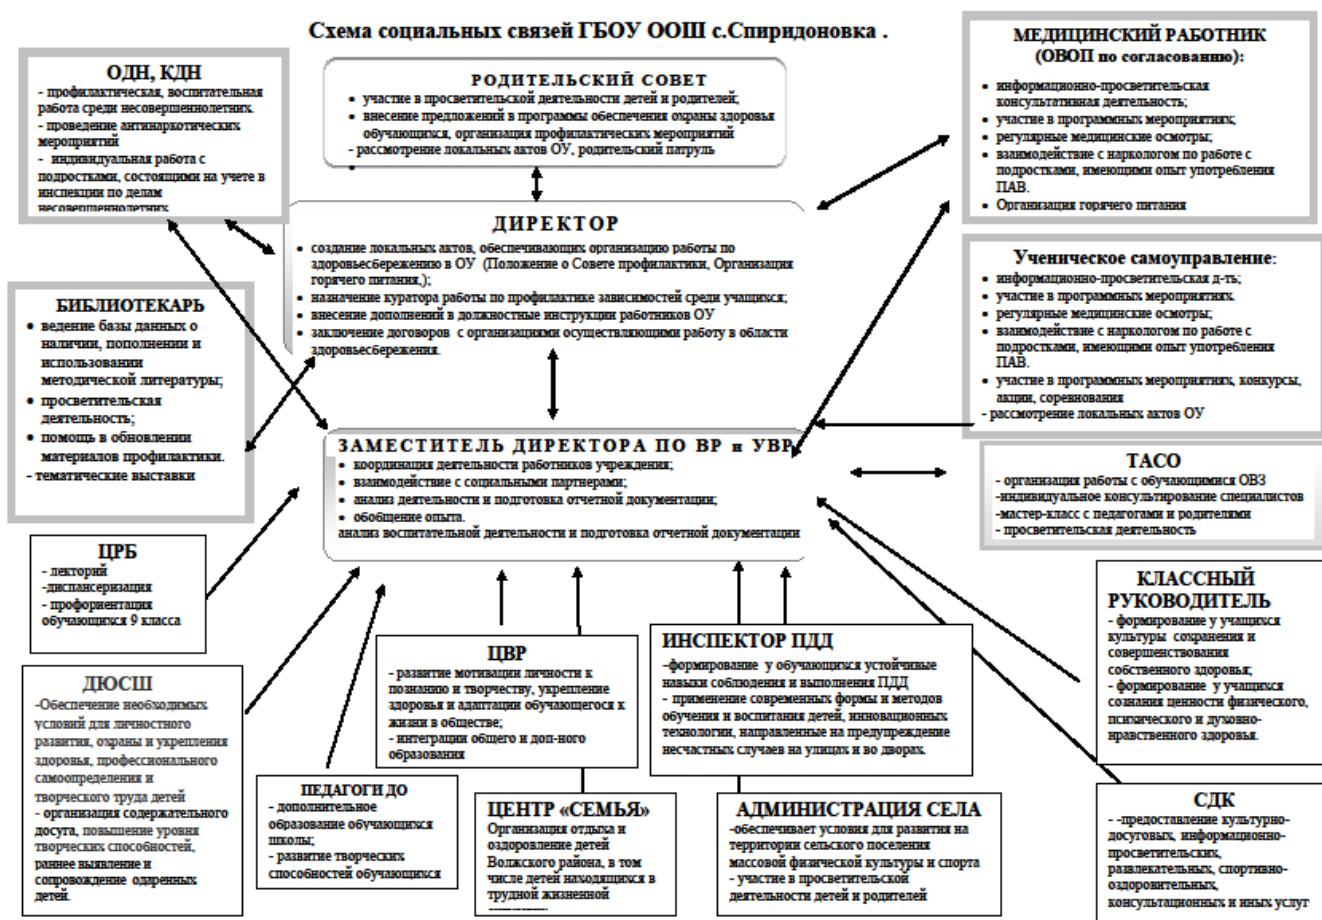 Схема социальных связей ГБОУ ООШ с.Спиридоновка .
ОДН, КДН
- профилактическая, воспитательная
работа среди несовершеннолетних.
- проведение антинаркотических
мероприятий
- индивидуальная работа с
подростками, состоящими на учете в
инспекции по делам
несовершеннолетних
РОДИТЕЛЬСКИЙ СОВЕТ
• участие в просветительской деятельности детей и родителей;
• внесение предложений в программы обеспечения охраны здоровья
обучающихся, организация профилактических мероприятий
- рассмотрение локальных актов ОУ, родительский патруль
•
МЕДИЦИНСКИЙ РАБОТНИК
(ОВОП по согласованию):
• информационно-просветительская
консультативная деятельность;
• участие в программных мероприятиях;
• регулярные медицинские осмотры;
• взаимодействие с наркологом по работе с
подростками, имеющими опыт употребления
ПАВ.
• Организация горячего питания
ДИРЕКТОР
• создание локальных актов, обеспечивающих организацию работы по
здоровьесбережению в ОУ (Положение о Совете профилактики, Организация
горячего питания,);
• назначение куратора работы по профилактике зависимостей среди учащихся;
• внесение дополнений в должностные инструкции работников ОУ
• заключение договоров с организациями осуществляющими работу в области
здоровьесбережения.
Ученическое самоуправление:
• информационно-просветительская д-ть;
• участие в программных мероприятиях.
• регулярные медицинские осмотры;
• взаимодействие с наркологом по работе с
подростками, имеющими опыт употребления
ПАВ.
• участие в программных мероприятиях, конкурсы,
акции, соревнования
- рассмотрение локальных актов ОУ
БИБЛИОТЕКАРЬ
• ведение базы данных о
наличии, пополнении и
использовании
методической литературы;
• просветительская
деятельность;
• помощь в обновлении
материалов профилактики.
- тематические выставки
ЗАМЕСТИТЕЛЬ ДИРЕКТОРА ПО ВР и УВР
• координация деятельности работников учреждения;
• взаимодействие с социальными партнерами;
• анализ деятельности и подготовка отчетной документации;
• обобщение опыта.
анализ воспитательной деятельности и подготовка отчетной документации
ТАСО
- организация работы с обучающимися ОВЗ
-индивидуальное консультирование специалистов
-мастер-класс с педагогами и родителями
- просветительская деятельность
ЦРБ
- лекторий
-диспансеризация
- профориентация
обучающихся 9 класса
КЛАССНЫЙ
РУКОВОДИТЕЛЬ
- формирование у учащихся
культуры сохранения и
совершенствования
собственного здоровья;
- формирование у учащихся
сознания ценности физического,
психического и духовно-
нравственного здоровья.
ДЮСШ
-Обеспечение необходимых
условий для личностного
развития, охраны и укрепления
здоровья, профессионального
самоопределения и
творческого труда детей
- организация содержательного
досуга, повышение уровня
творческих способностей,
раннее выявление и
сопровождение одаренных
детей.
ЦВР
- развитие мотивации личности к
познанию и творчеству, укрепление
здоровья и адаптации обучающегося к
жизни в обществе;
- интеграции общего и доп-ного
образования
ИНСПЕКТОР ПДД
-формирование у обучающихся устойчивые
навыки соблюдения и выполнения ПДД
- применение современных формы и методов
обучения и воспитания детей, инновационных
технологии, направленные на предупреждение
несчастных случаев на улицах и во дворах.
ПЕДАГОГИ ДО
- дополнительное
образование обучающихся
школы;
- развитие творческих
способностей обучающихся
ЦЕНТР «СЕМЬЯ»
Организация отдыха и
оздоровление детей
Волжского района, в том
числе детей находящихся в
трудной жизненной
АДМИНИСТРАЦИЯ СЕЛА
-обеспечивает условия для развития на
территории сельского поселения
массовой физической культуры и спорта
- участие в просветительской
деятельности детей и родителей
СДК
- -предоставление культурно-
досуговых, информационно-
просветительских,
развлекательных, спортивно-
оздоровительных,
консультационных и иных услуг